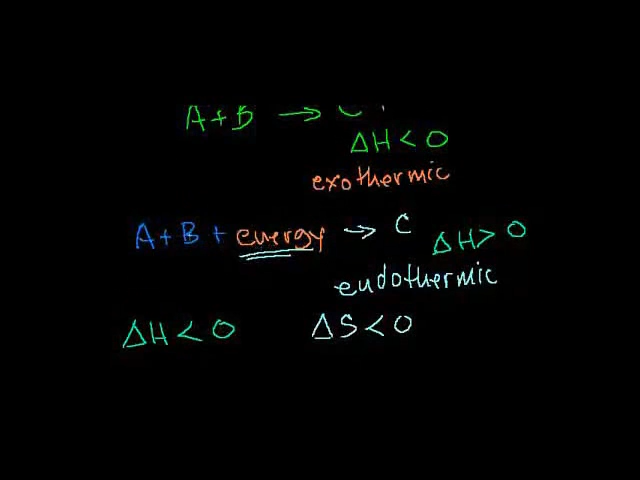 A + B →
ΔH < 0
exothermic
A + B + energy → C ΔH > 0
endothermic
ΔH < 0 ΔS < 0